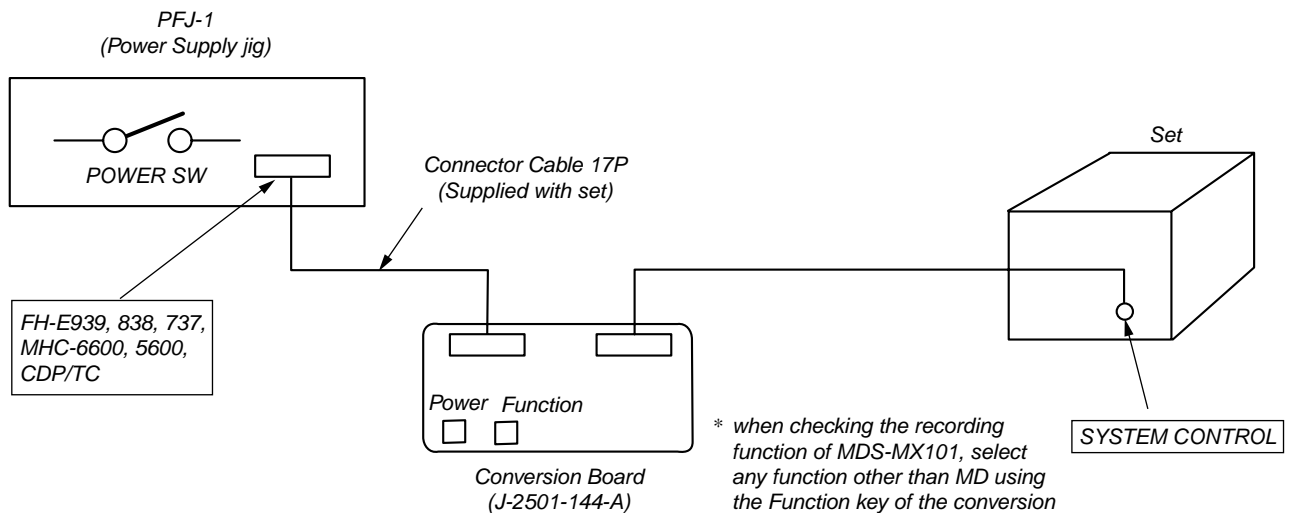 PFJ-1
(Power Supply jig)
POWER SW
Connector Cable 17P
(Supplied with set)
Set
FH-E939, 838, 737,
MHC-6600, 5600,
CDP/TC
Power Function
Conversion Board
(J-2501-144-A)
* when checking the recording
function of MDS-MX101, select
any function other than MD using
the Function key of the conversion
SYSTEM CONTROL